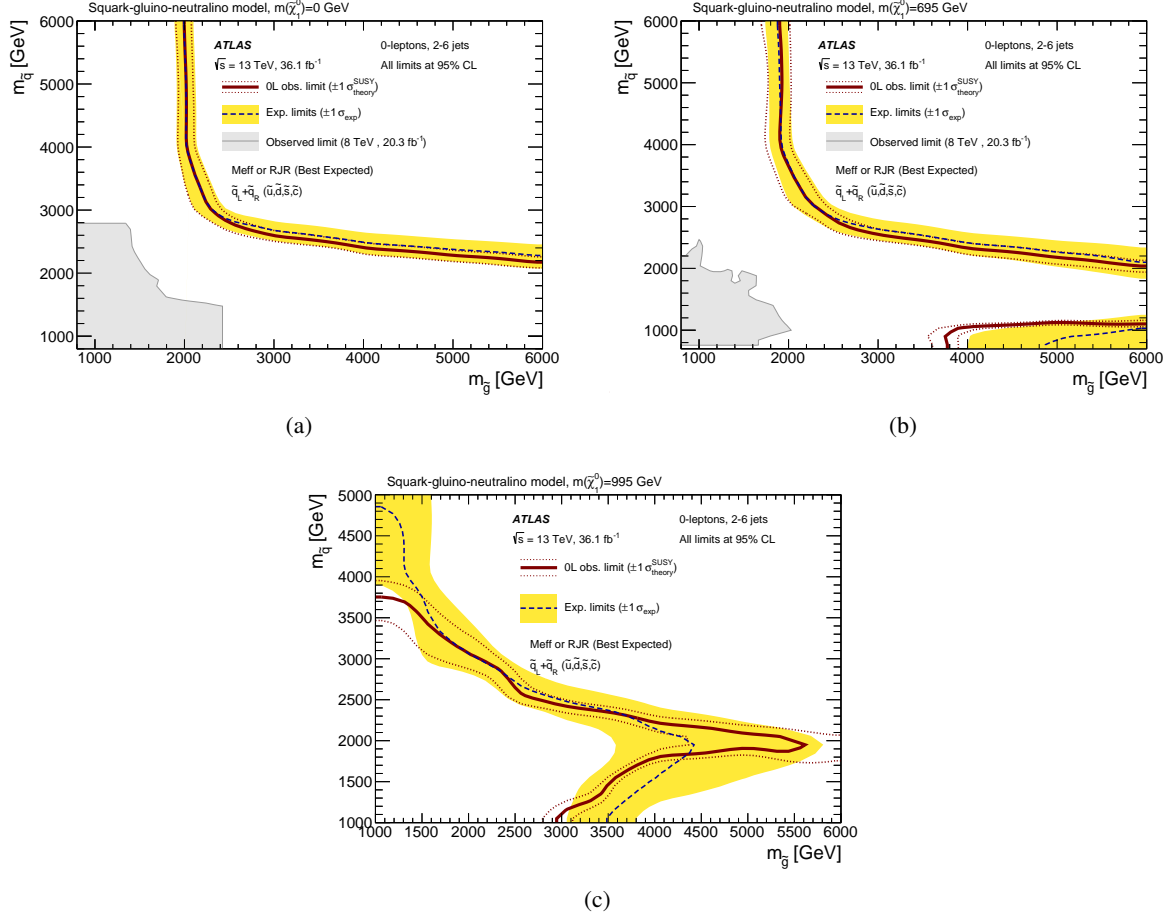 Squark-gluino-neutralino model, m(χ̃₁⁰)=0 GeV
ATLAS
0-leptons, 2-6 jets
√s = 13 TeV, 36.1 fb⁻¹
All limits at 95% CL
0L obs. limit (±1 σ^SUSY_theory)
Exp. limits (±1 σ_exp)
Observed limit (8 TeV , 20.3 fb⁻¹)
Meff or RJR (Best Expected)
q̃_L+q̃_R (ũ,d̃,s̃,c̃)
m_q̃ [GeV]
6000
5000
4000
3000
2000
1000
1000 2000 3000 4000 5000 6000
m_g̃ [GeV]
(a)
Squark-gluino-neutralino model, m(χ̃₁⁰)=695 GeV
ATLAS
0-leptons, 2-6 jets
√s = 13 TeV, 36.1 fb⁻¹
All limits at 95% CL
0L obs. limit (±1 σ^SUSY_theory)
Exp. limits (±1 σ_exp)
Observed limit (8 TeV , 20.3 fb⁻¹)
Meff or RJR (Best Expected)
q̃_L+q̃_R (ũ,d̃,s̃,c̃)
m_q̃ [GeV]
6000
5000
4000
3000
2000
1000
1000 2000 3000 4000 5000 6000
m_g̃ [GeV]
(b)
Squark-gluino-neutralino model, m(χ̃₁⁰)=995 GeV
ATLAS
0-leptons, 2-6 jets
√s = 13 TeV, 36.1 fb⁻¹
All limits at 95% CL
0L obs. limit (±1 σ^SUSY_theory)
Exp. limits (±1 σ_exp)
Meff or RJR (Best Expected)
q̃_L+q̃_R (ũ,d̃,s̃,c̃)
m_q̃ [GeV]
5000
4500
4000
3500
3000
2500
2000
1500
1000
1000 1500 2000 2500 3000 3500 4000 4500 5000 5500 6000
m_g̃ [GeV]
(c)